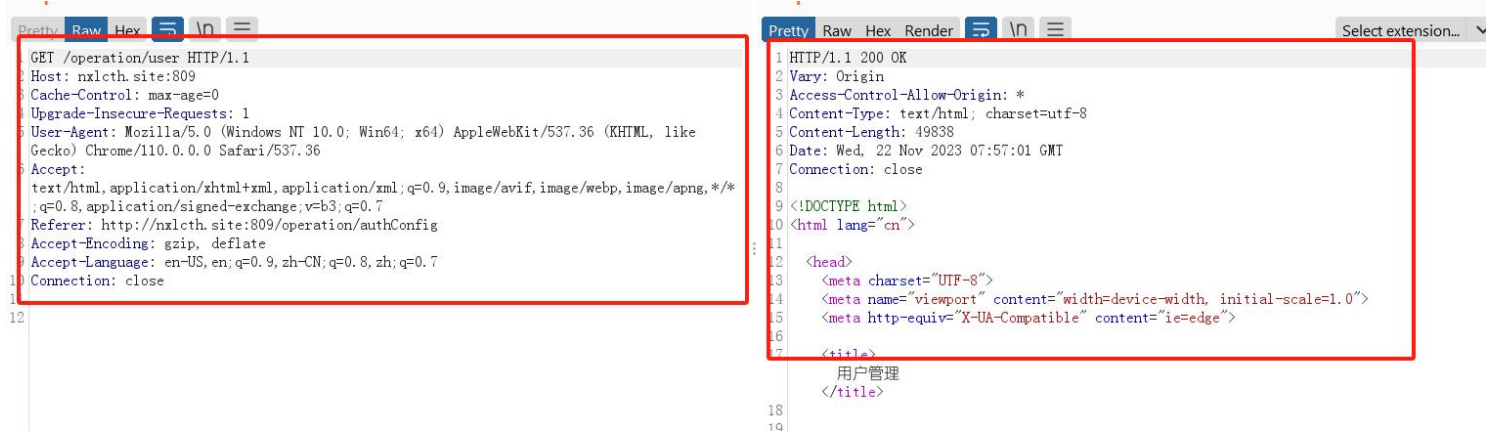 Pretty Raw Hex \n
GET /operation/user HTTP/1.1
Host: nxlcth.site:809
Cache-Control: max-age=0
Upgrade-Insecure-Requests: 1
User-Agent: Mozilla/5.0 (Windows NT 10.0; Win64; x64) AppleWebKit/537.36 (KHTML, like
Gecko) Chrome/110.0.0.0 Safari/537.36
Accept:
text/html,application/xhtml+xml,application/xml;q=0.9,image/avif,image/webp,image/apng,*/*
;q=0.8,application/signed-exchange;v=b3;q=0.7
Referer: http://nxlcth.site:809/operation/authConfig
Accept-Encoding: gzip, deflate
Accept-Language: en-US,en;q=0.9,zh-CN;q=0.8,zh;q=0.7
10 Connection: close
12
Pretty Raw Hex Render \n Select extension...
1 HTTP/1.1 200 OK
2 Vary: Origin
3 Access-Control-Allow-Origin: *
4 Content-Type: text/html; charset=utf-8
5 Content-Length: 49838
6 Date: Wed, 22 Nov 2023 07:57:01 GMT
7 Connection: close
8
9 <!DOCTYPE html>
10 <html lang="cn">
11
12 <head>
13 <meta charset="UTF-8">
14 <meta name="viewport" content="width=device-width, initial-scale=1.0">
15 <meta http-equiv="X-UA-Compatible" content="ie=edge">
16
17 <title>
用户管理
</title>
18
19